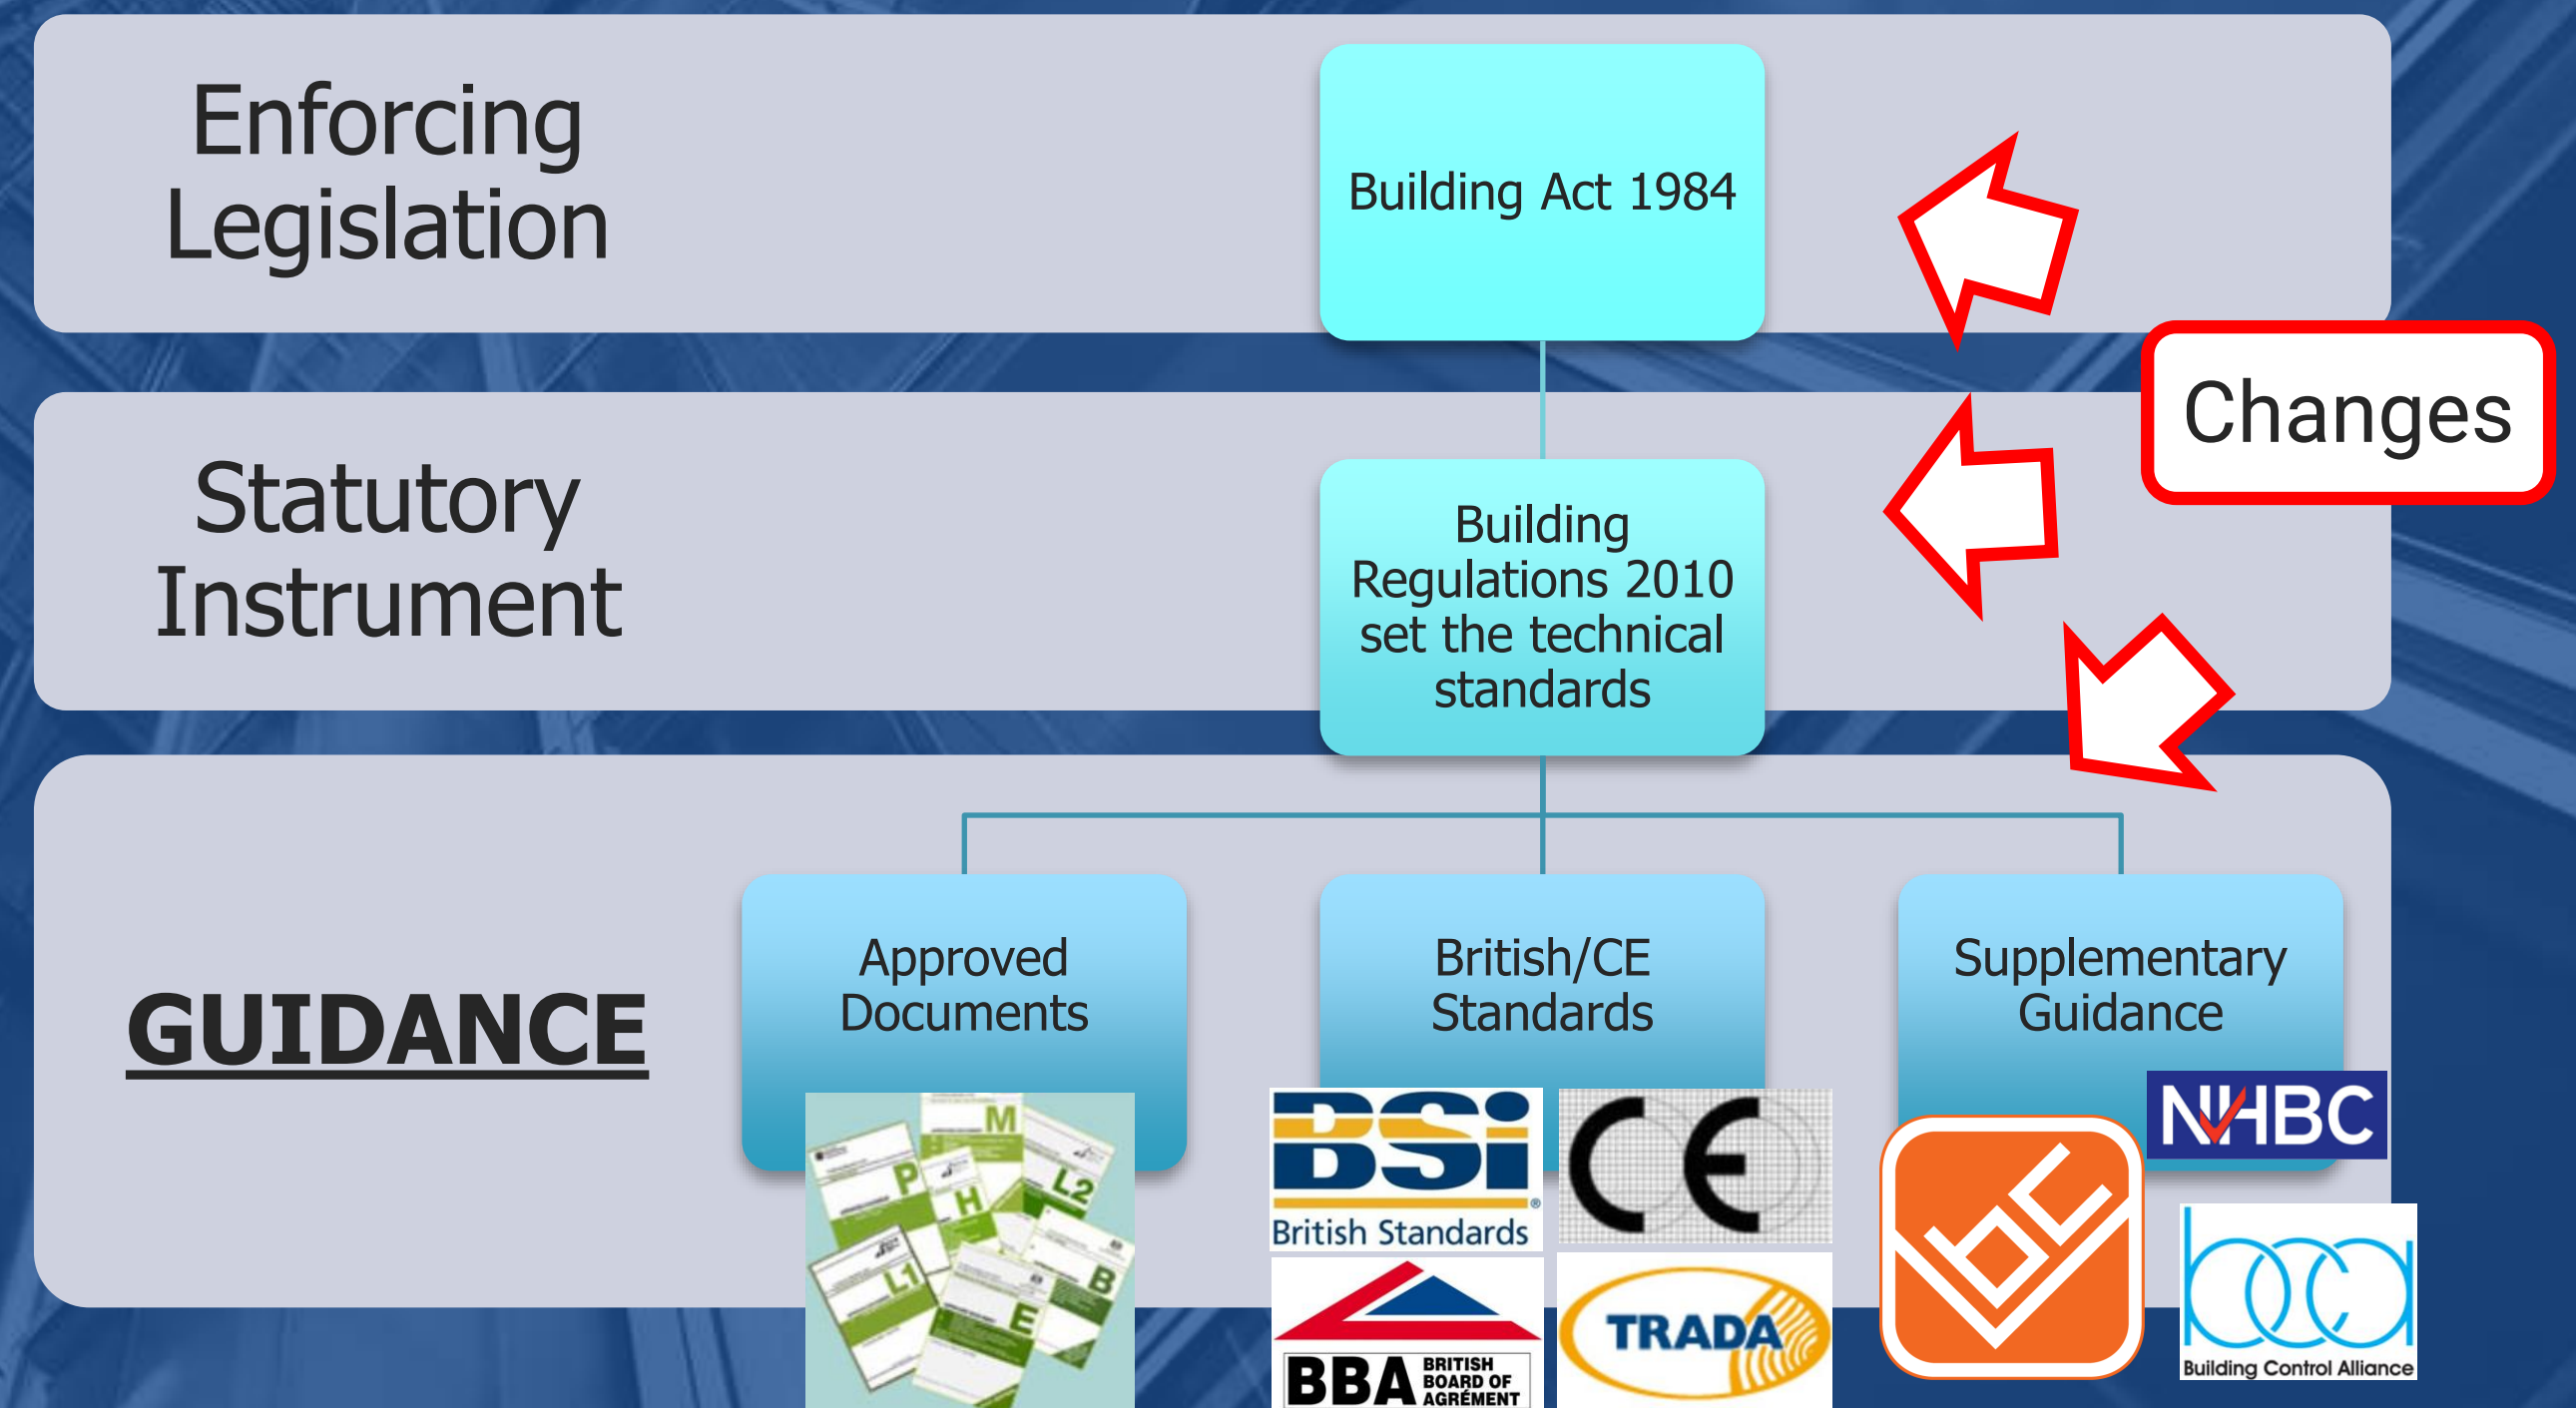 Enforcing
Legislation
Building Act 1984
Changes
Statutory
Instrument
Building
Regulations 2010
set the technical
standards
GUIDANCE
Approved
Documents
British/CE
Standards
Supplementary
Guidance
M
P
H
L2
L1
E
B
BSi
®
British Standards
CE
BBA
BRITISH
BOARD OF
AGRÉMENT
TRADA
NHBC
lbc
bca
Building Control Alliance